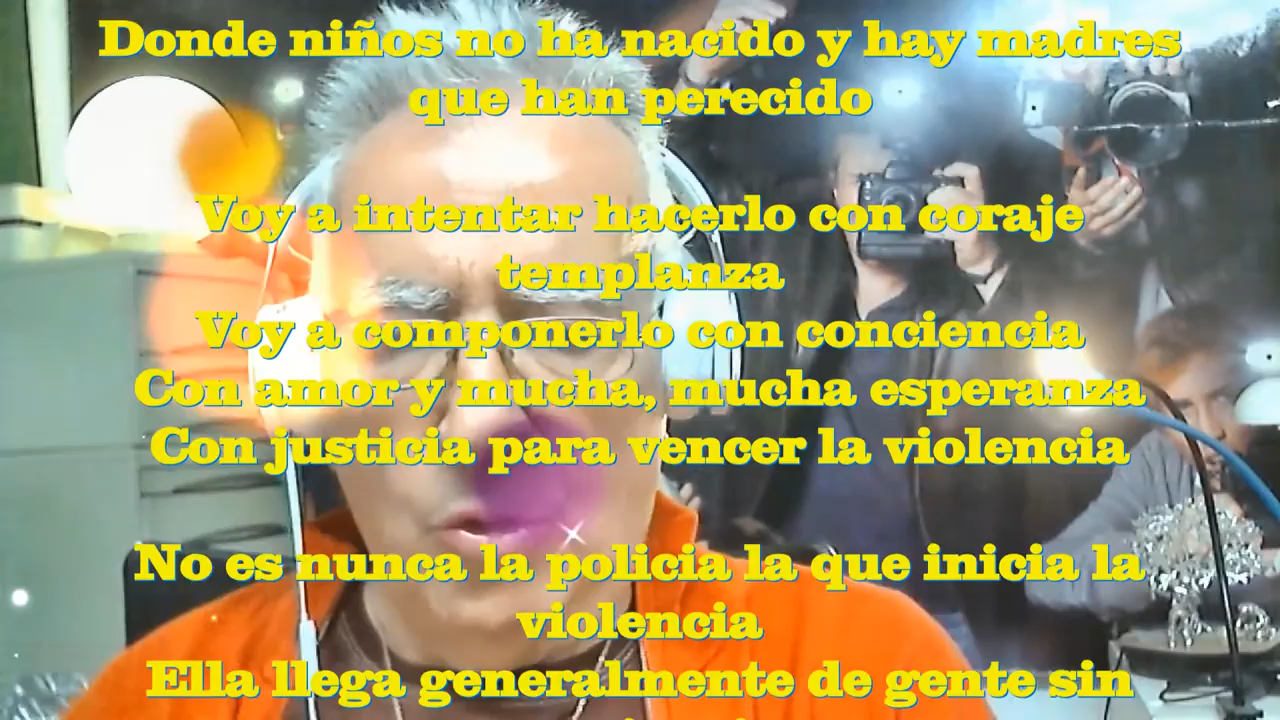 Donde niños no ha nacido y hay madres
que han perecido
Voy a intentar hacerlo con coraje
templanza
Voy a componerlo con conciencia
Con amor y mucha, mucha esperanza
Con justicia para vencer la violencia
No es nunca la policia la que inicia la
violencia
Ella llega generalmente de gente sin